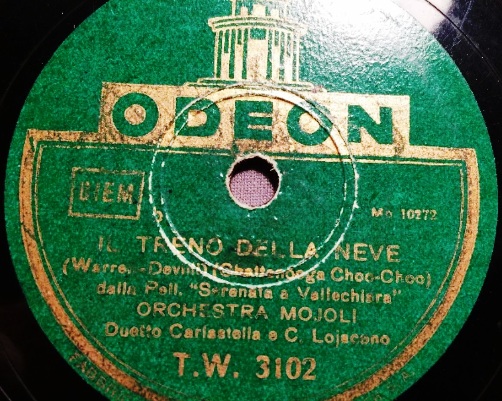 ODEON
BIEM
Mo 10272
IL TRENO DELLA NEVE
(Warren-Devini) (Chattanooga Choo-Choo)
dalla Pell. "Serenata a Vallechiara"
ORCHESTRA MOJOLI
Duetto Carlastella e C. Lojacono
T.W. 3102